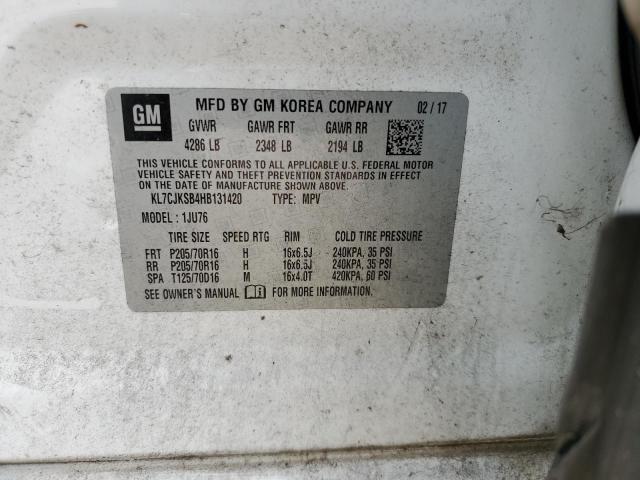 GM MFD BY GM KOREA COMPANY 02 / 17
GVWR GAWR FRT GAWR RR
4286 LB 2348 LB 2194 LB
THIS VEHICLE CONFORMS TO ALL APPLICABLE U.S. FEDERAL MOTOR
VEHICLE SAFETY AND THEFT PREVENTION STANDARDS IN EFFECT
ON THE DATE OF MANUFACTURE SHOWN ABOVE.
KL7CJKSB4HB131420 TYPE: MPV
MODEL : 1JU76
TIRE SIZE SPEED RTG RIM COLD TIRE PRESSURE
FRT P205/70R16 H 16x6.5J 240KPA, 35 PSI
RR P205/70R16 H 16x6.5J 240KPA, 35 PSI
SPA T125/70D16 M 16x4.0T 420KPA, 60 PSI
SEE OWNER'S MANUAL FOR MORE INFORMATION.